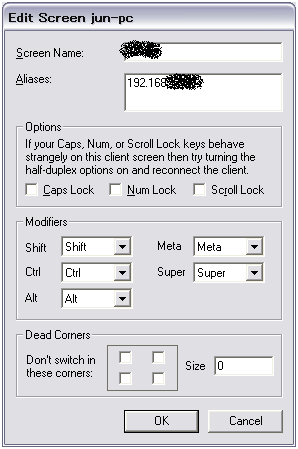 Edit Screen jun-pc
Screen Name:
Aliases:
192.168
Options
If your Caps, Num, or Scroll Lock keys behave
strangely on this client screen then try turning the
half-duplex options on and reconnect the client.
Caps Lock Num Lock Scroll Lock
Modifiers
Shift Shift Meta Meta
Ctrl Ctrl Super Super
Alt Alt
Dead Corners
Don't switch in
these corners:
Size 0
OK Cancel